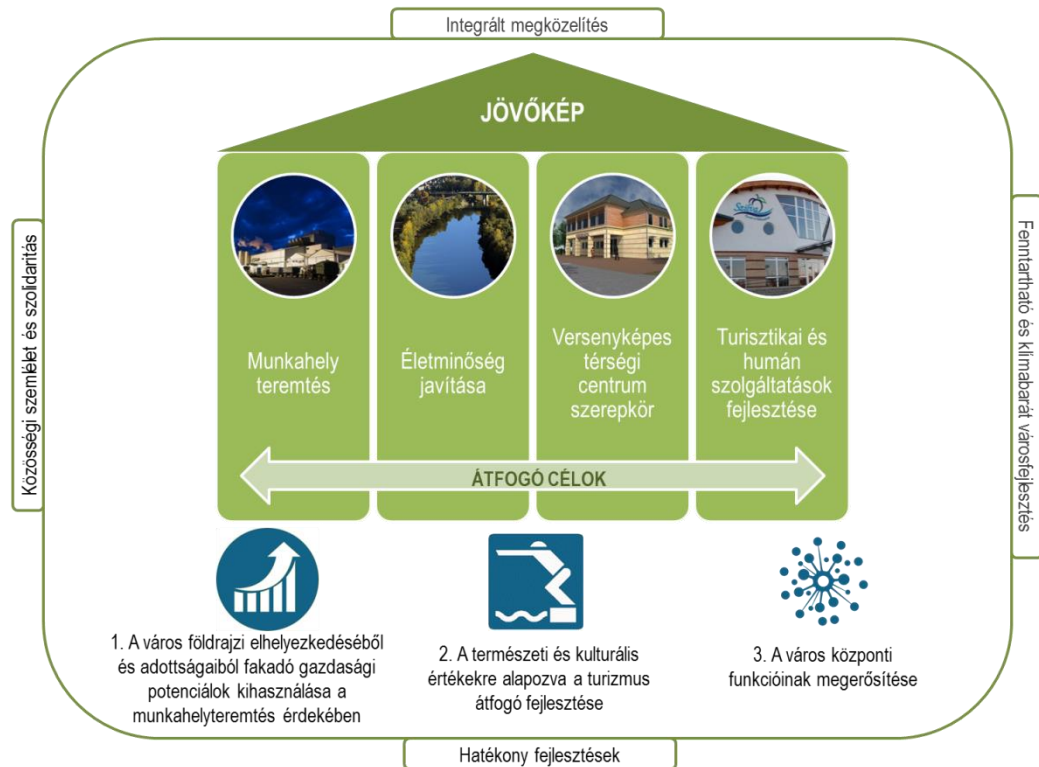 Integrált megközelítés
JÖVŐKÉP
Közösségi szemlélet és szolidaritás
Fenntartható és klimabarát városfejlesztés
Munkahely
teremtés
Életminőség
javítása
Versenyképes
térségi
centrum
szerepkör
Turisztikai és
humán
szolgáltatások
fejlesztése
ÁTFOGÓ CÉLOK
1. A város földrajzi elhelyezkedéséből
és adottságaiból fakadó gazdasági
potenciálok kihasználása a
munkahelyteremtés érdekében
2. A természeti és kulturális
értékekre alapozva a turizmus
átfogó fejlesztése
3. A város központi
funkcióinak megerősítése
Hatékony fejlesztések